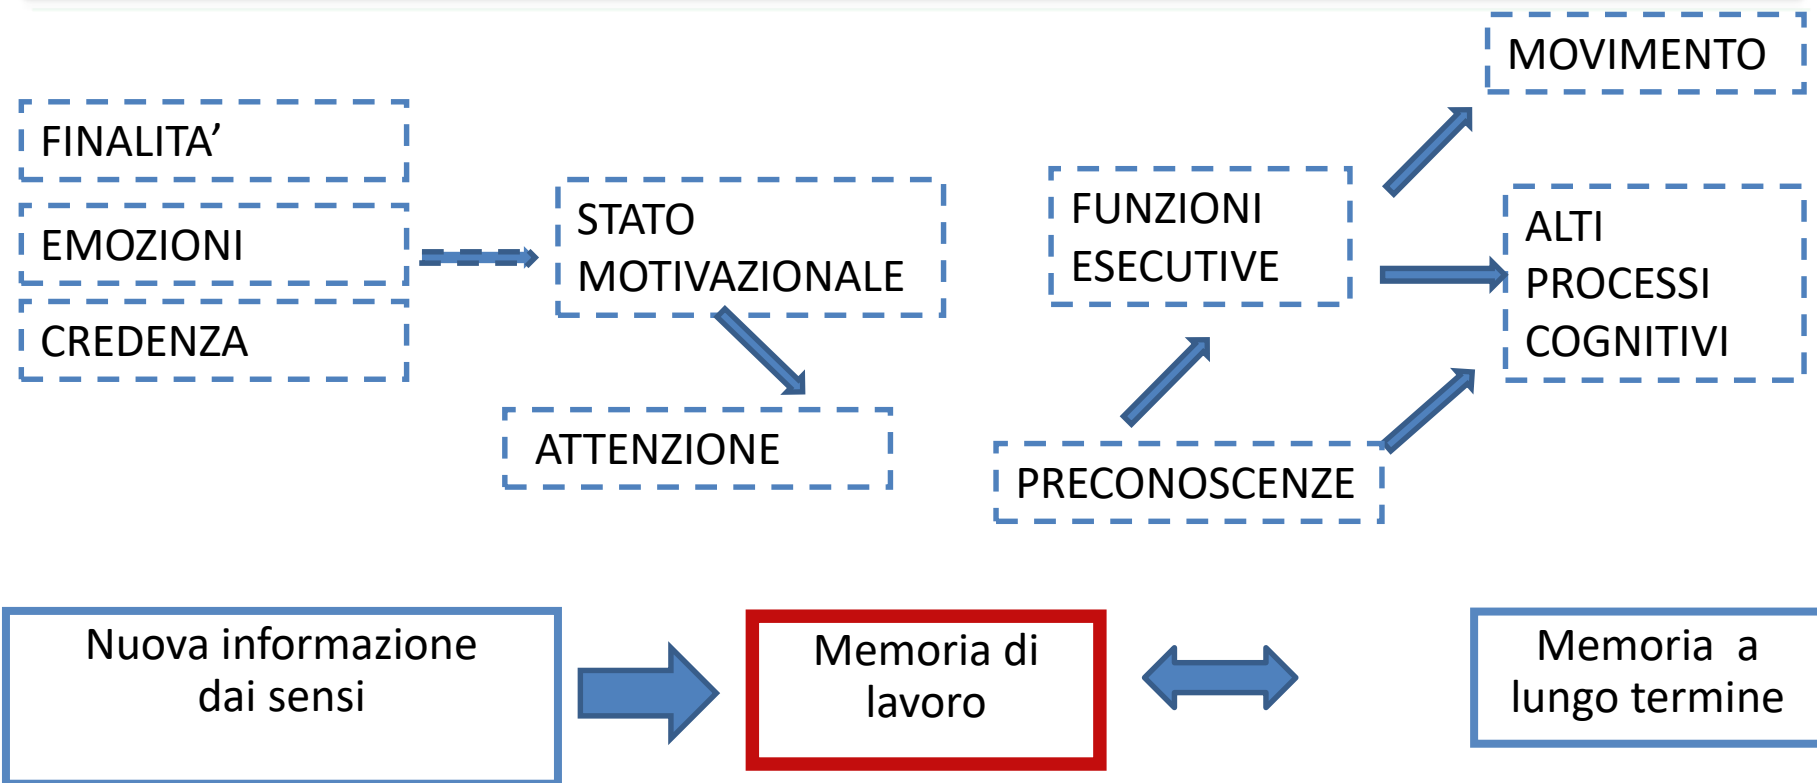 FINALITA’
EMOZIONI
CREDENZA
STATO
MOTIVAZIONALE
ATTENZIONE
FUNZIONI
ESECUTIVE
PRECONOSCENZE
MOVIMENTO
ALTI
PROCESSI
COGNITIVI
Nuova informazione
dai sensi
Memoria di
lavoro
Memoria a
lungo termine